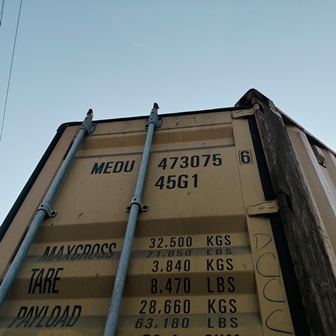 MEDU 473075 6
45G1
MAXGROSS 32.500 KGS
71.650 LBS
TARE 3.840 KGS
8.470 LBS
PAYLOAD 28.660 KGS
63.180 LBS